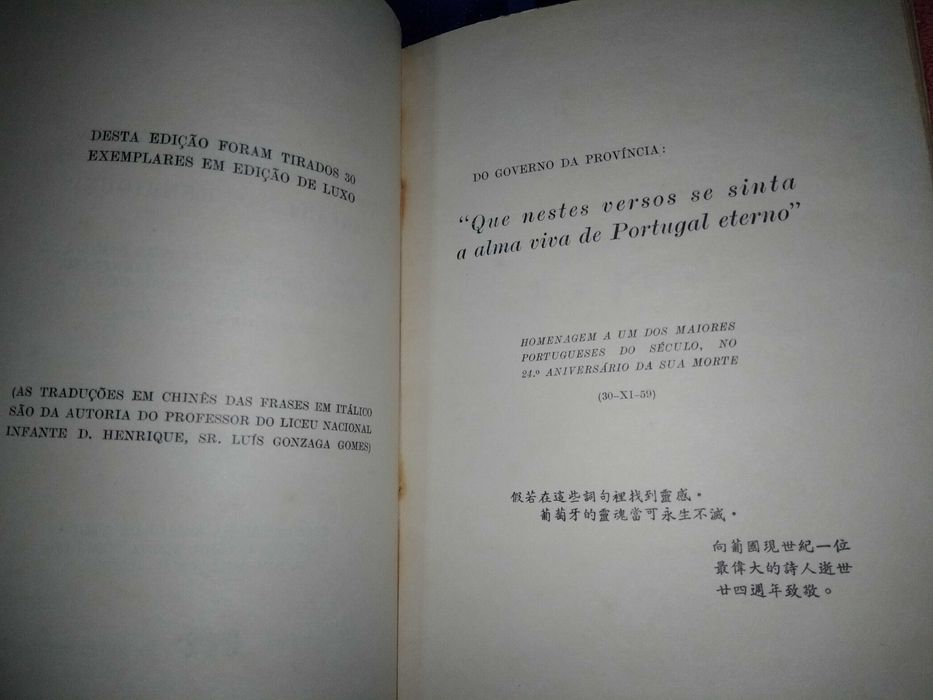 DESTA EDIÇÃO FORAM TIRADOS 30
EXEMPLARES EM EDIÇÃO DE LUXO
(AS TRADUÇÕES EM CHINÊS DAS FRASES EM ITÁLICO
SÃO DA AUTORIA DO PROFESSOR DO LICEU NACIONAL
INFANTE D. HENRIQUE, SR. LUÍS GONZAGA GOMES)
DO GOVERNO DA PROVÍNCIA:
“Que nestes versos se sinta
a alma viva de Portugal eterno”
HOMENAGEM A UM DOS MAIORES
PORTUGUESES DO SÉCULO, NO
24.º ANIVERSÁRIO DA SUA MORTE
(30-XI-59)
假若在這些詞句裡找到靈感。
葡萄牙的靈魂當可永生不滅。
向葡國現世紀一位
最偉大的詩人逝世
廿四週年致敬。